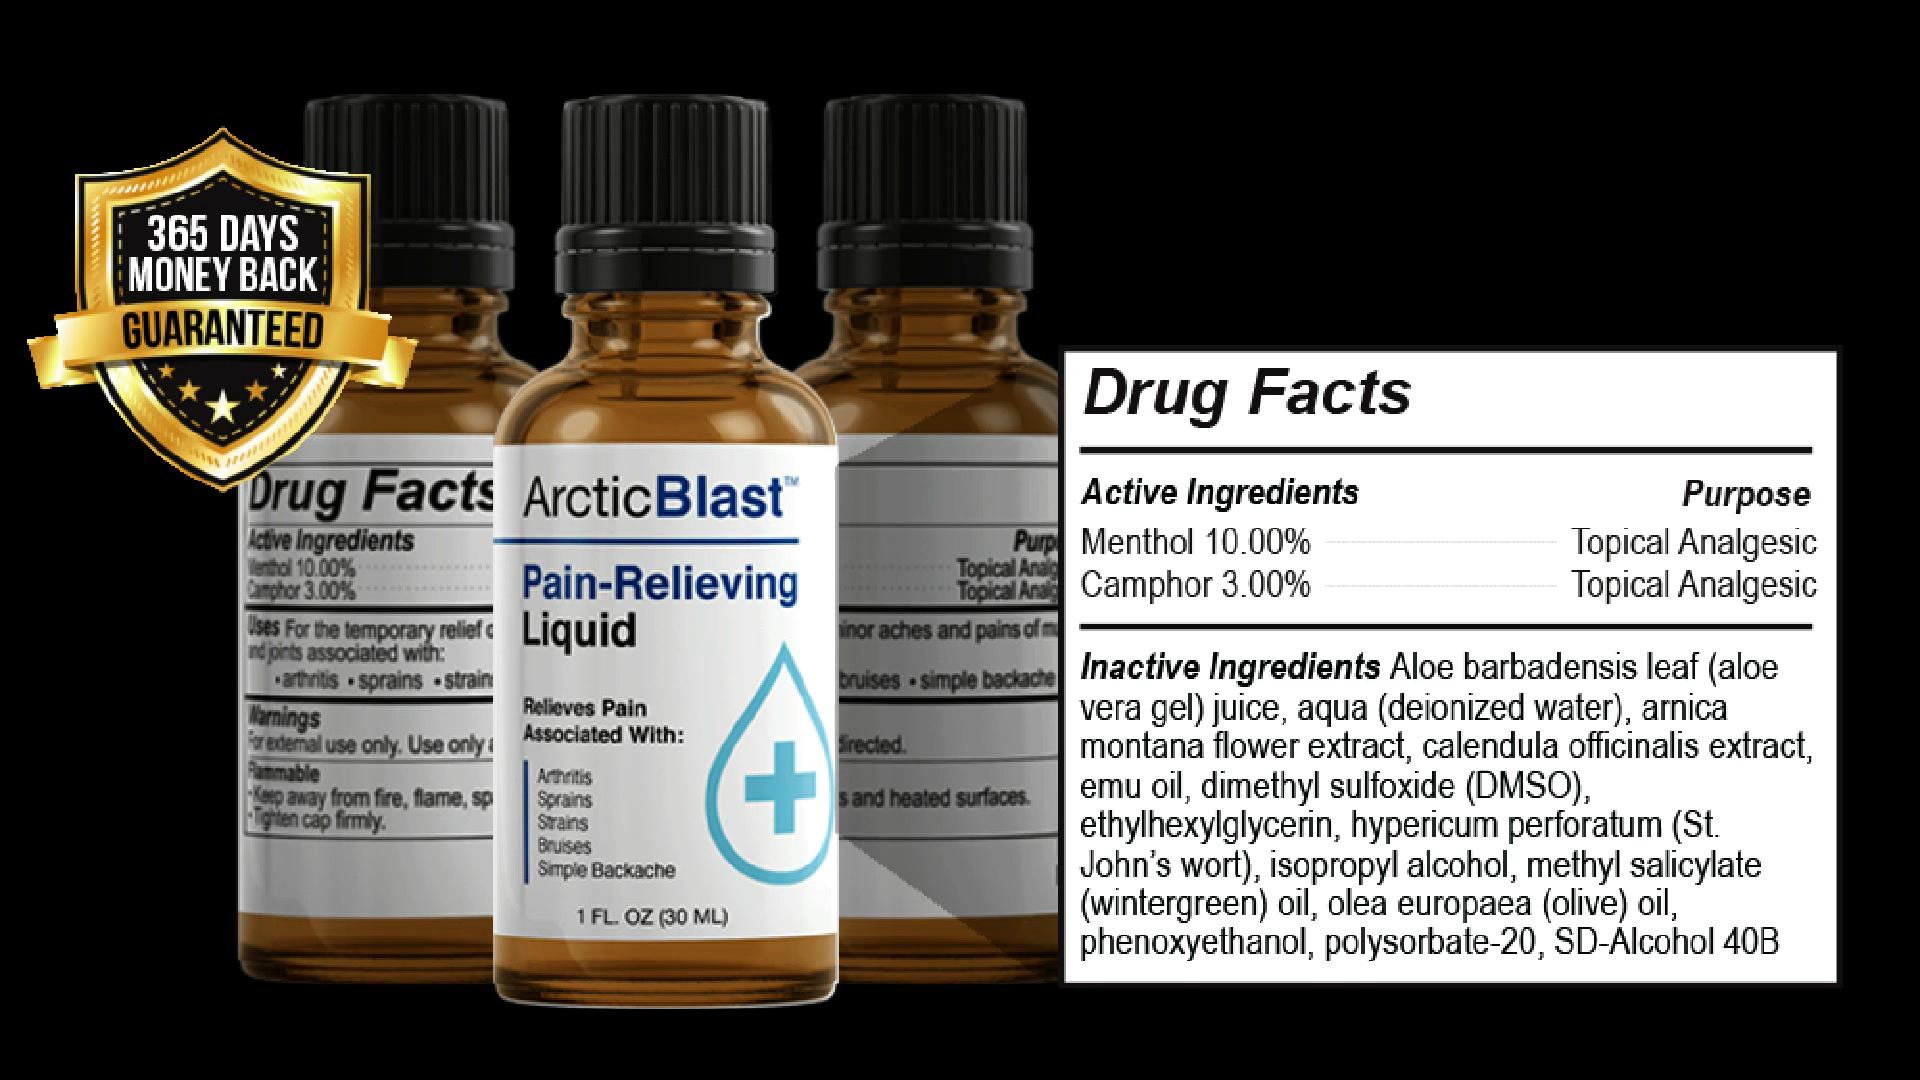 365 DAYS
MONEY BACK
GUARANTEED
Drug Facts
Active Ingredients
Menthol 10.00%
Camphor 3.00%
Uses For the temporary relief
and joints associated with:
• arthritis • sprains • strain
Warnings
For external use only. Use only
Flammable
- Keep away from fire, flame,
- Tighten cap firmly.
ArcticBlast™
Pain-Relieving
Liquid
Relieves Pain
Associated With:
Arthritis
Sprains
Strains
Bruises
Simple Backache
1 FL. OZ (30 ML)
Topical
Topical
aches and pains of
bruises • simple backache
directed.
and heated surfaces.
Drug Facts
Active Ingredients Purpose
Menthol 10.00% Topical Analgesic
Camphor 3.00% Topical Analgesic
Inactive Ingredients Aloe barbadensis leaf (aloe
vera gel) juice, aqua (deionized water), arnica
montana flower extract, calendula officinalis extract,
emu oil, dimethyl sulfoxide (DMSO),
ethylhexylglycerin, hypericum perforatum (St.
John's wort), isopropyl alcohol, methyl salicylate
(wintergreen) oil, olea europaea (olive) oil,
phenoxyethanol, polysorbate-20, SD-Alcohol 40B